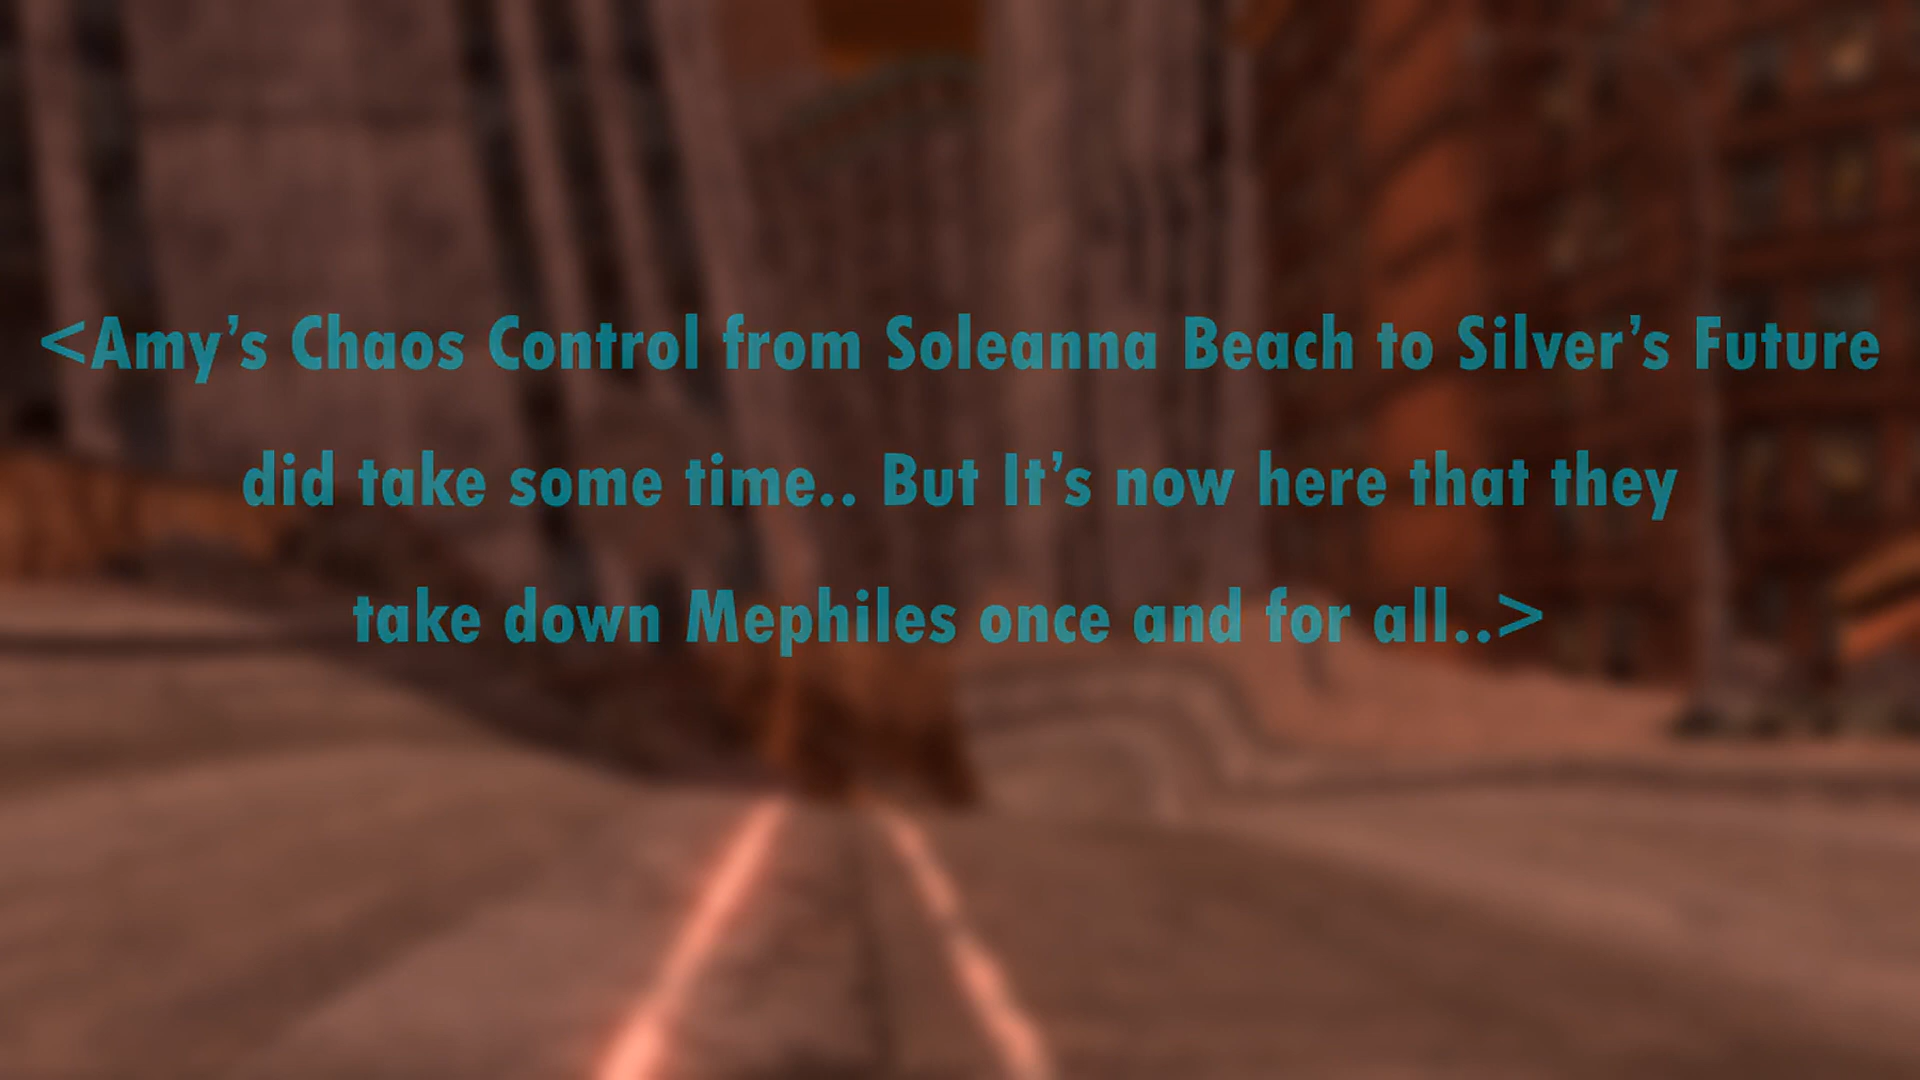 <Amy’s Chaos Control from Soleanna Beach to Silver’s Future
did take some time.. But It’s now here that they
take down Mephiles once and for all..>